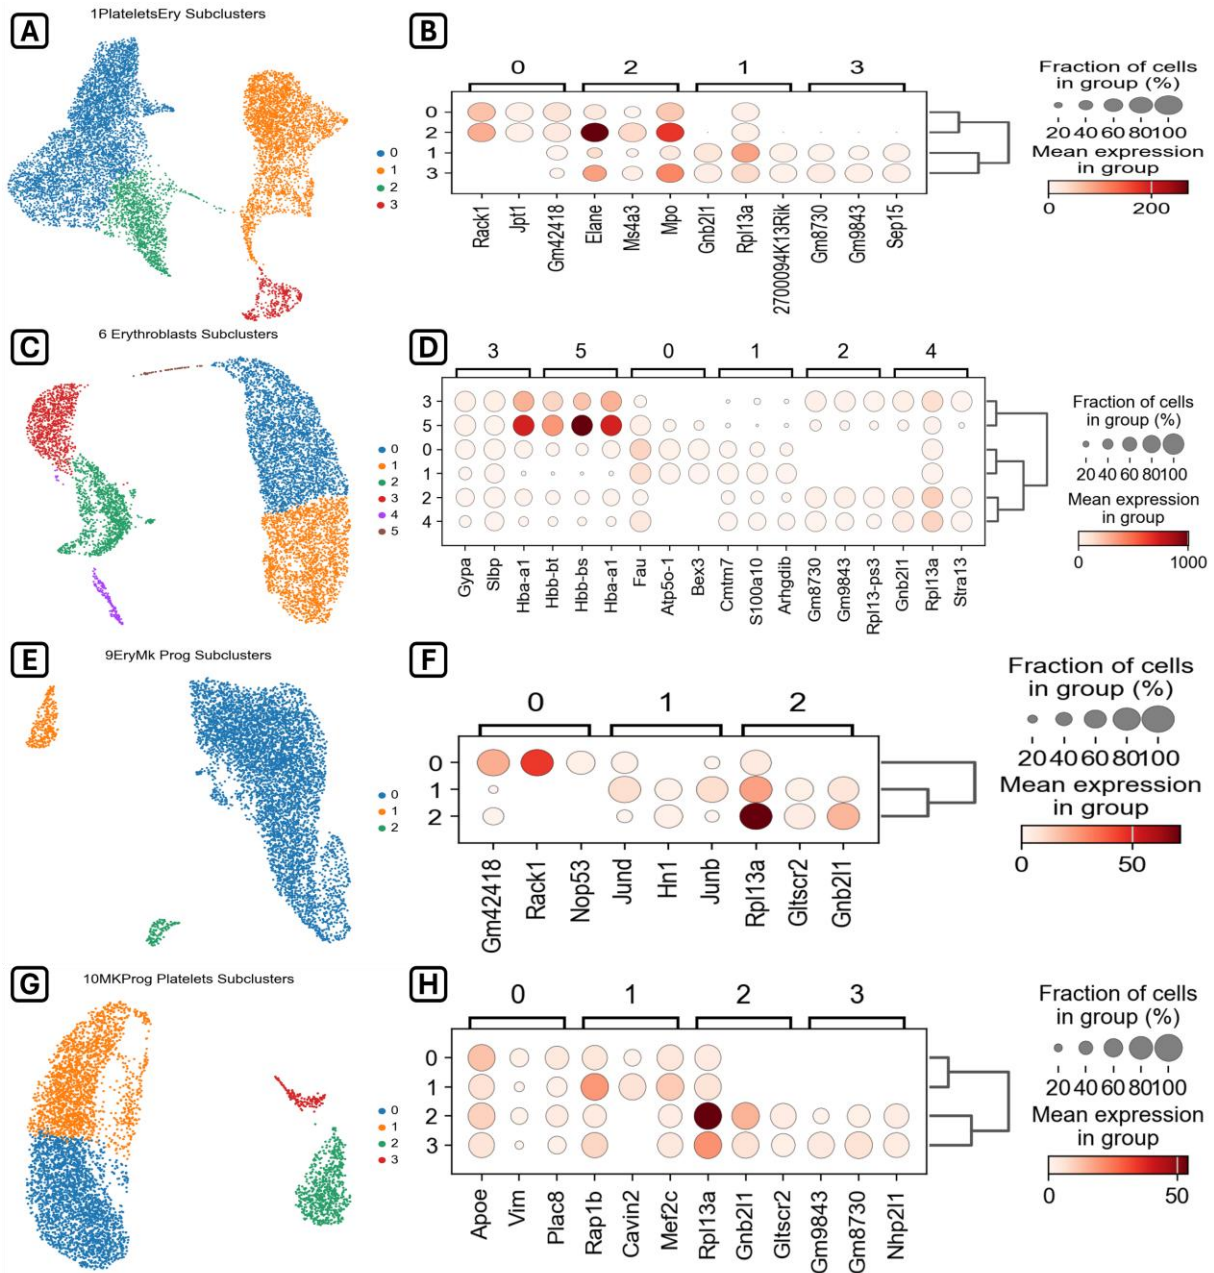 A
1PlateletsEry Subclusters
0
1
2
3
B
0 2 1 3
0
2
1
3
Rack1
Jpt1
Gm42418
Elane
Ms4a3
Mpo
Gnb2l1
Rpl13a
2700094K13Rik
Gm8730
Gm9843
Sep15
Fraction of cells
in group (%)
20 40 60 80100
Mean expression
in group
0 200
C
6 Erythroblasts Subclusters
0
1
2
3
4
5
D
3 5 0 1 2 4
3
5
0
1
2
4
Gypa
Slbp
Hba-a1
Hbb-bt
Hbb-bs
Hba-a1
Fau
Atp5o-1
Bex3
Cmtm7
S100a10
Arhgdib
Gm8730
Gm9843
Rpl13-ps3
Gnb2l1
Rpl13a
Stra13
Fraction of cells
in group (%)
20 40 60 80100
Mean expression
in group
0 1000
E
9EryMk Prog Subclusters
0
1
2
F
0 1 2
0
1
2
Gm42418
Rack1
Nop53
Jund
Hn1
Junb
Rpl13a
Gltscr2
Gnb2l1
Fraction of cells
in group (%)
20 40 60 80100
Mean expression
in group
0 50
G
10MKProg Platelets Subclusters
0
1
2
3
H
0 1 2 3
0
1
2
3
Apoe
Vim
Plac8
Rap1b
Cavin2
Mef2c
Rpl13a
Gnb2l1
Gltscr2
Gm9843
Gm8730
Nhp2l1
Fraction of cells
in group (%)
20 40 60 80100
Mean expression
in group
0 50